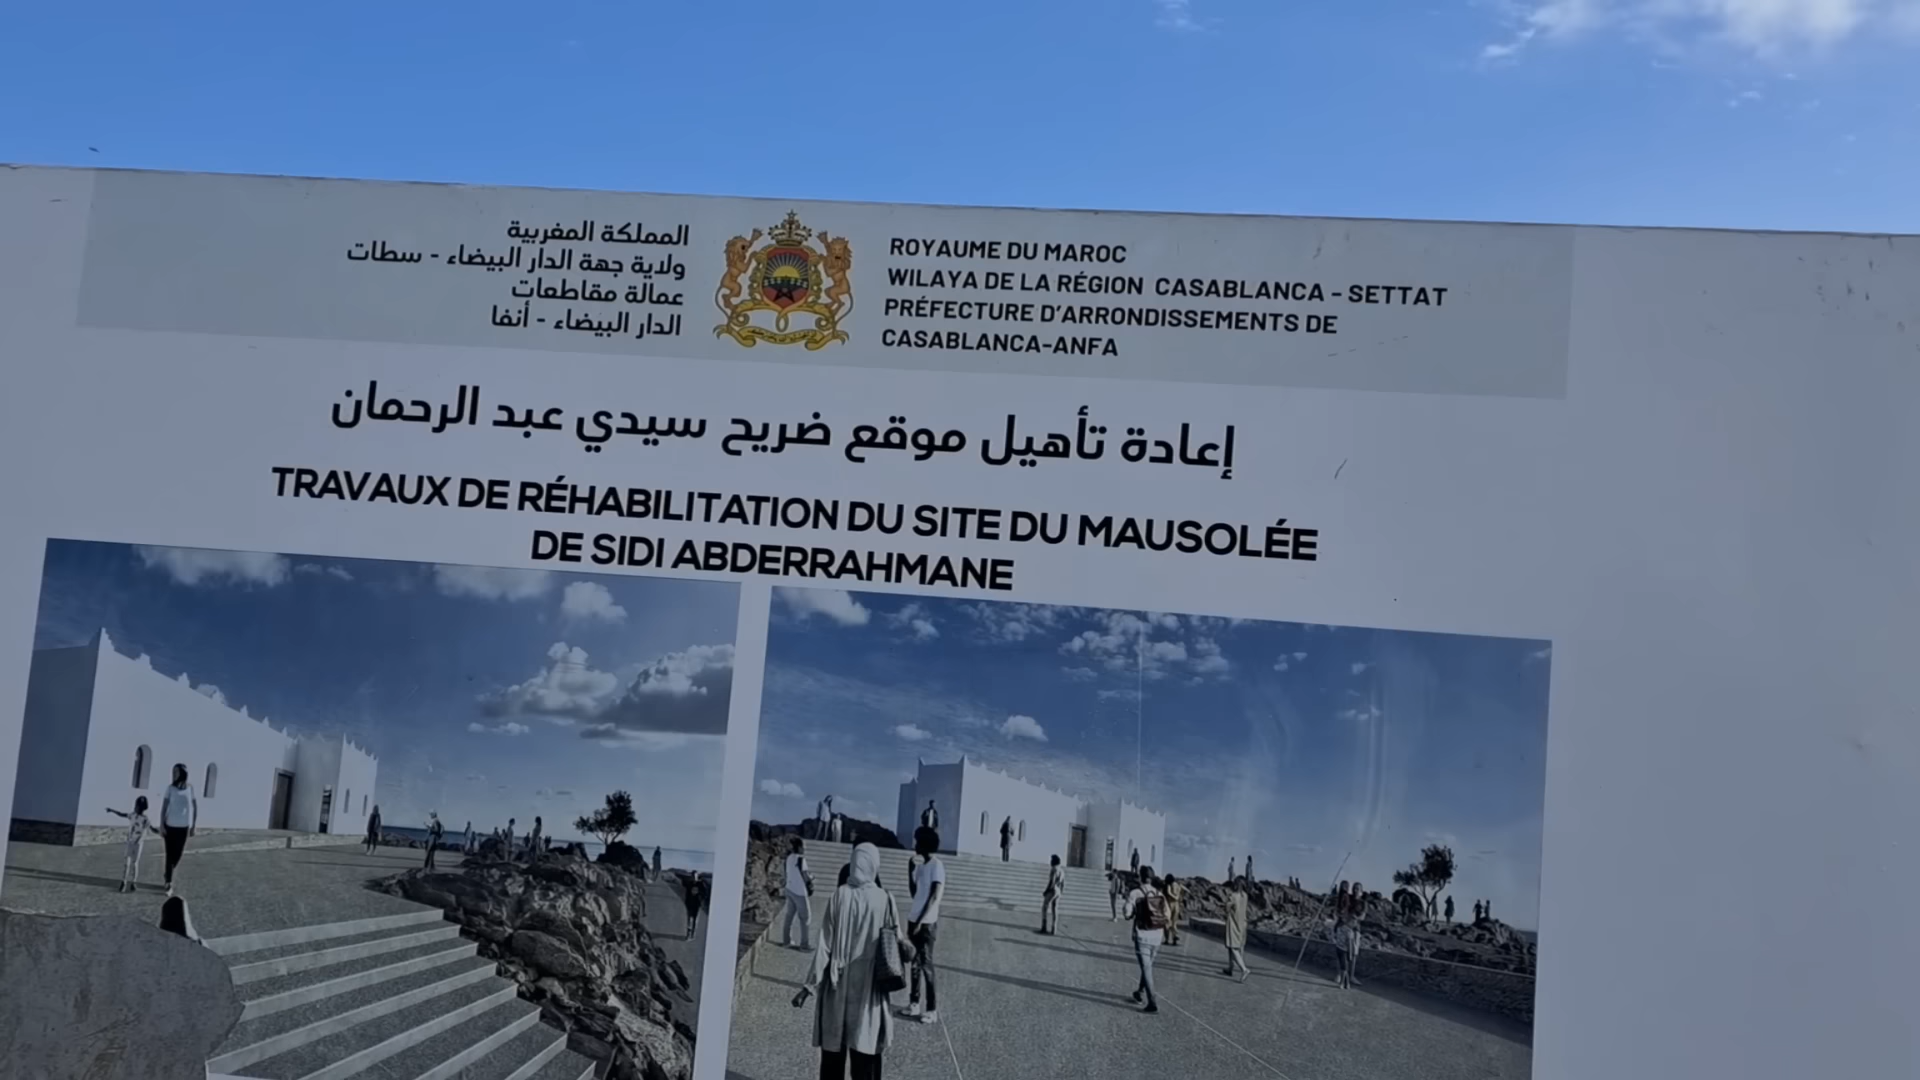 المملكة المغربية
ولاية جهة الدار البيضاء - سطات
عمالة مقاطعات
الدار البيضاء - أنفا
ROYAUME DU MAROC
WILAYA DE LA RÉGION CASABLANCA - SETTAT
PRÉFECTURE D'ARRONDISSEMENTS DE
CASABLANCA-ANFA
إعادة تأهيل موقع ضريح سيدي عبد الرحمان
TRAVAUX DE RÉHABILITATION DU SITE DU MAUSOLÉE
DE SIDI ABDERRAHMANE